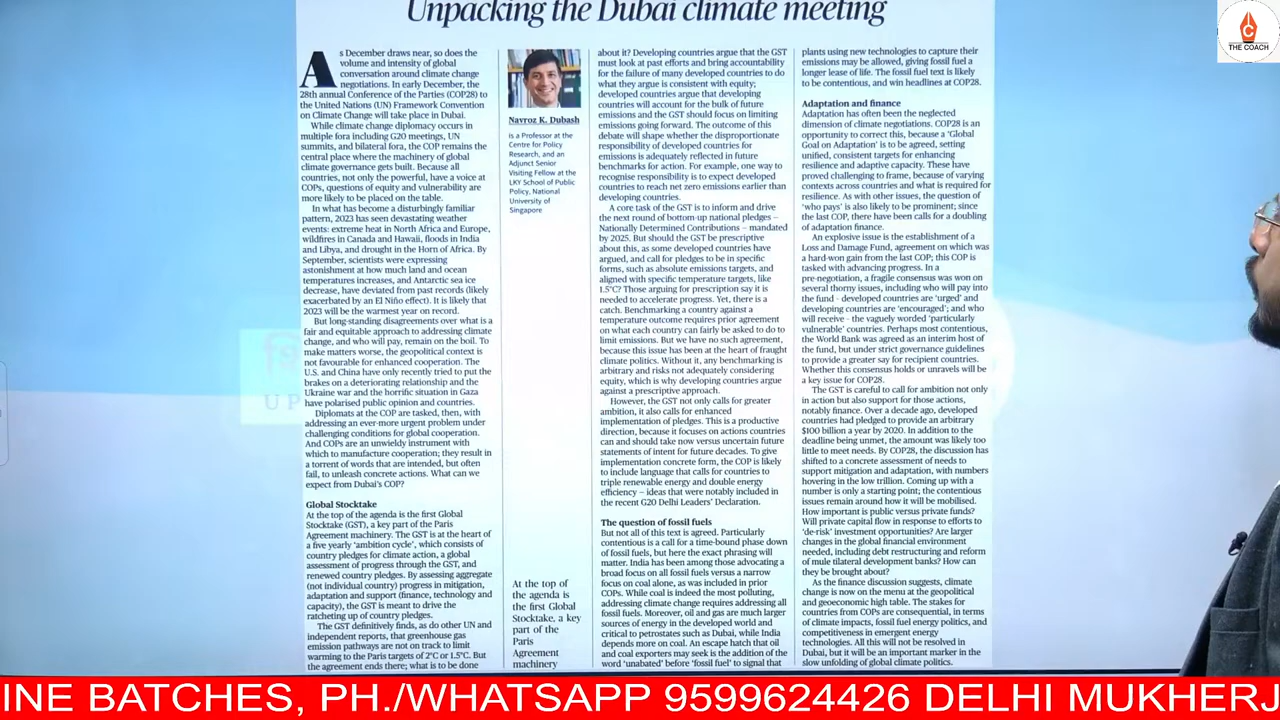 Unpacking the Dubai climate meeting
THE COACH
As December draws near, so does the
volume and intensity of global
conversation around climate change
negotiations. In early December, the
28th annual Conference of the Parties (COP28) to
the United Nations (UN) Framework Convention
on Climate Change will take place in Dubai.
While climate change diplomacy occurs in
multiple fora including G20 meetings, UN
summits, and bilateral fora, the COP remains the
central place where the machinery of global
climate governance gets built. Because all
countries, not only the powerful, have a voice at
COPs, questions of equity and vulnerability are
more likely to be placed on the table.
In what has become a disturbingly familiar
pattern, 2023 has seen devastating weather
events: extreme heat in North Africa and Europe,
wildfires in Canada and Hawaii, floods in India
and Libya, and drought in the Horn of Africa. By
September, scientists were expressing
astonishment at how much land and ocean
temperatures increases, and Antarctic sea ice
decrease, have deviated from past records (likely
exacerbated by an El Niño effect). It is likely that
2023 will be the warmest year on record.
But long-standing disagreements over what is a
fair and equitable approach to addressing climate
change, and who will pay, remain on the boil. To
make matters worse, the geopolitical context is
not favourable for enhanced cooperation. The
U.S. and China have only recently tried to put the
brakes on a deteriorating relationship and the
Ukraine war and the horrific situation in Gaza
have polarised public opinion and countries.
Diplomats at the COP are tasked, then, with
addressing an ever-more urgent problem under
challenging conditions for global cooperation.
And COPs are an unwieldy instrument with
which to manufacture cooperation; they result in
a torrent of words that are intended, but often
fail, to unleash concrete actions. What can we
expect from Dubai's COP?
Global Stocktake
At the top of the agenda is the first Global
Stocktake (GST), a key part of the Paris
Agreement machinery. The GST is at the heart of
a five yearly 'ambition cycle', which consists of
country pledges for climate action, a global
assessment of progress through the GST, and
renewed country pledges. By assessing aggregate
(not individual country) progress in mitigation,
adaptation and support (finance, technology and
capacity), the GST is meant to drive the
ratcheting up of country pledges.
The GST definitively finds, as do other UN and
independent reports, that greenhouse gas
emission pathways are not on track to limit
warming to the Paris targets of 2°C or 1.5°C. But
the agreement ends there; what is to be done
Navroz K. Dubash
is a Professor at the
Centre for Policy
Research, and an
Adjunct Senior
Visiting Fellow at the
LKY School of Public
Policy, National
University of
Singapore
At the top of
the agenda is
the first Global
Stocktake, a key
part of the
Paris
Agreement
machinery
about it? Developing countries argue that the GST
must look at past efforts and bring accountability
for the failure of many developed countries to do
what they argue is consistent with equity;
developed countries argue that developing
countries will account for the bulk of future
emissions and the GST should focus on limiting
emissions going forward. The outcome of this
debate will shape whether the disproportionate
responsibility of developed countries for
emissions is adequately reflected in future
benchmarks for action. For example, one way to
recognise responsibility is to expect developed
countries to reach net zero emissions earlier than
developing countries.
A core task of the GST is to inform and drive
the next round of bottom-up national pledges –
Nationally Determined Contributions – mandated
by 2025. But should the GST be prescriptive
about this, as some developed countries have
argued, and call for pledges to be in specific
forms, such as absolute emissions targets, and
aligned with specific temperature targets, like
1.5°C? Those arguing for prescription say it is
needed to accelerate progress. Yet, there is a
catch. Benchmarking a country against a
temperature outcome requires prior agreement
on what each country can fairly be asked to do to
limit emissions. But we have no such agreement,
because this issue has been at the heart of fraught
climate politics. Without it, any benchmarking is
arbitrary and risks not adequately considering
equity, which is why developing countries argue
against a prescriptive approach.
However, the GST not only calls for greater
ambition, it also calls for enhanced
implementation of pledges. This is a productive
direction, because it focuses on actions countries
can and should take now versus uncertain future
statements of intent for future decades. To give
implementation concrete form, the COP is likely
to include language that calls for countries to
triple renewable energy and double energy
efficiency – ideas that were notably included in
the recent G20 Delhi Leaders' Declaration.
The question of fossil fuels
But not all of this text is agreed. Particularly
contentious is a call for a time-bound phase down
of fossil fuels, but here the exact phrasing will
matter. India has been among those advocating a
broad focus on all fossil fuels versus a narrow
focus on coal alone, as was included in prior
COPs. While coal is indeed the most polluting,
addressing climate change requires addressing all
fossil fuels. Moreover, oil and gas are much larger
sources of energy in the developed world and
critical to petrostates such as Dubai, while India
depends more on coal. An escape hatch that oil
and coal exporters may seek is the addition of the
word 'unabated' before 'fossil fuel' to signal that
plants using new technologies to capture their
emissions may be allowed, giving fossil fuel a
longer lease of life. The fossil fuel text is likely
to be contentious, and win headlines at COP28.
Adaptation and finance
Adaptation has often been the neglected
dimension of climate negotiations. COP28 is an
opportunity to correct this, because a 'Global
Goal on Adaptation' is to be agreed, setting
unified, consistent targets for enhancing
resilience and adaptive capacity. These have
proved challenging to frame, because of varying
contexts across countries and what is required for
resilience. As with other issues, the question of
'who pays' is also likely to be prominent; since
the last COP, there have been calls for a doubling
of adaptation finance.
An explosive issue is the establishment of a
Loss and Damage Fund, agreement on which was
a hard-won gain from the last COP; this COP is
tasked with advancing progress. In a
pre-negotiation, a fragile consensus was won on
several thorny issues, including who will pay into
the fund - developed countries are 'urged' and
developing countries are 'encouraged'; and who
will receive - the vaguely worded 'particularly
vulnerable' countries. Perhaps most contentious,
the World Bank was agreed as an interim host of
the fund, but under strict governance guidelines
to provide a greater say for recipient countries.
Whether this consensus holds or unravels will be
a key issue for COP28.
The GST is careful to call for ambition not only
in action but also support for those actions,
notably finance. Over a decade ago, developed
countries had pledged to provide an arbitrary
$100 billion a year by 2020. In addition to the
deadline being unmet, the amount was likely too
little to meet needs. By COP28, the discussion has
shifted to a concrete assessment of needs to
support mitigation and adaptation, with numbers
hovering in the low trillion. Coming up with a
number is only a starting point; the contentious
issues remain around how it will be mobilised.
How important is public versus private funds?
Will private capital flow in response to efforts to
'de-risk' investment opportunities? Are larger
changes in the global financial environment
needed, including debt restructuring and reform
of mule tilateral development banks? How can
they be brought about?
As the finance discussion suggests, climate
change is now on the menu at the geopolitical
and geoeconomic high table. The stakes for
countries from COPs are consequential, in terms
of climate impacts, fossil fuel energy politics, and
competitiveness in emergent energy
technologies. All this will not be resolved in
Dubai, but it will be an important marker in the
slow unfolding of global climate politics.
INE BATCHES, PH./WHATSAPP 9599624426 DELHI MUKHERJ